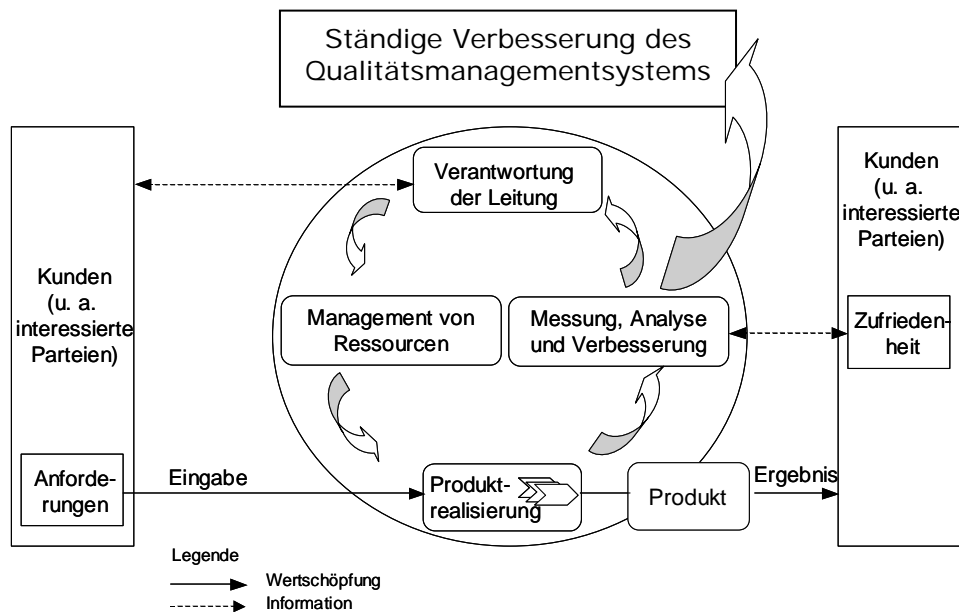 Ständige Verbesserung des
Qualitätsmanagementsystems
Kunden
(u. a.
interessierte
Parteien)
Anforde-
rungen
Eingabe
Verantwortung
der Leitung
Management von
Ressourcen
Messung, Analyse
und Verbesserung
Produkt-
realisierung
Produkt
Ergebnis
Kunden
(u. a.
interessierte
Parteien)
Zufrieden-
heit
Legende
Wertschöpfung
Information